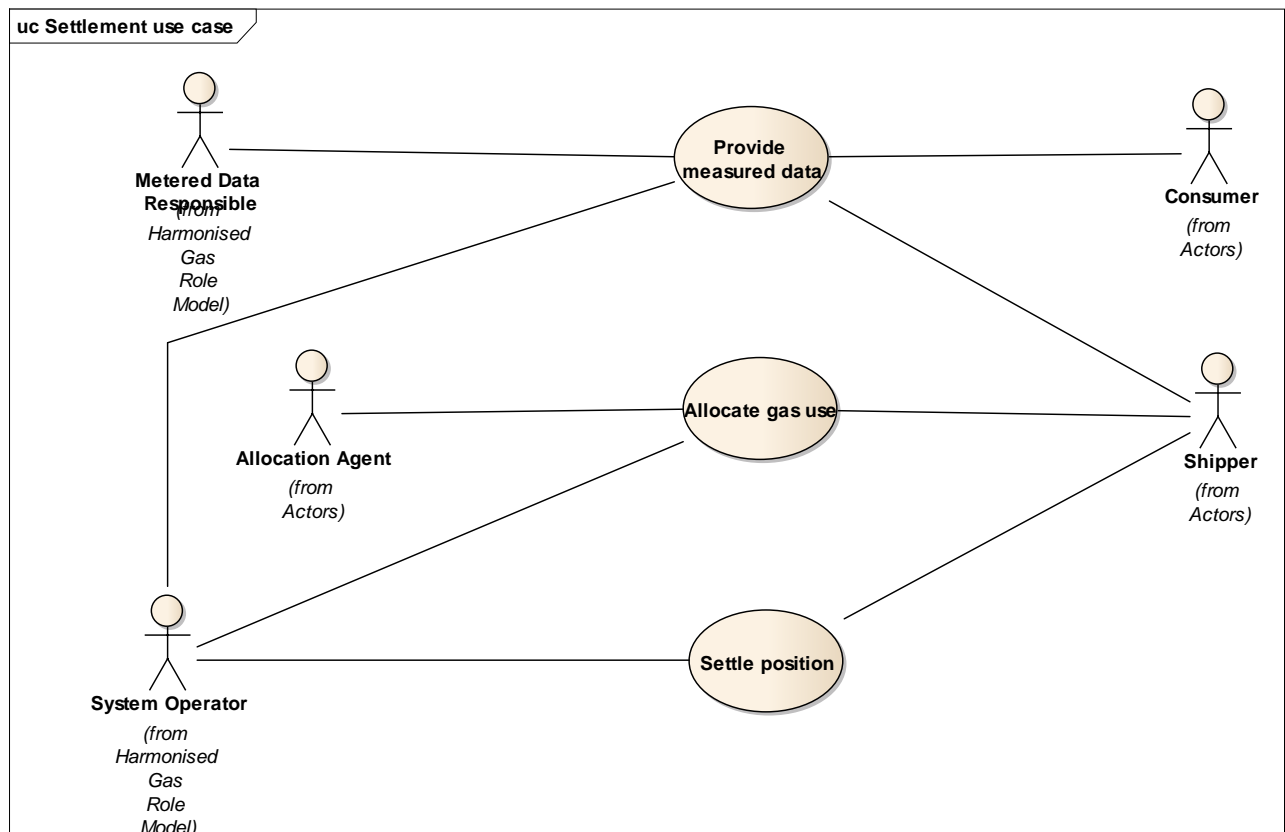 uc Settlement use case
Metered Data
Responsible
(from
Harmonised
Gas
Role
Model)
Provide
measured data
Consumer
(from
Actors)
Allocation Agent
(from
Actors)
Allocate gas use
Shipper
(from
Actors)
System Operator
(from
Harmonised
Gas
Role
Model)
Settle position